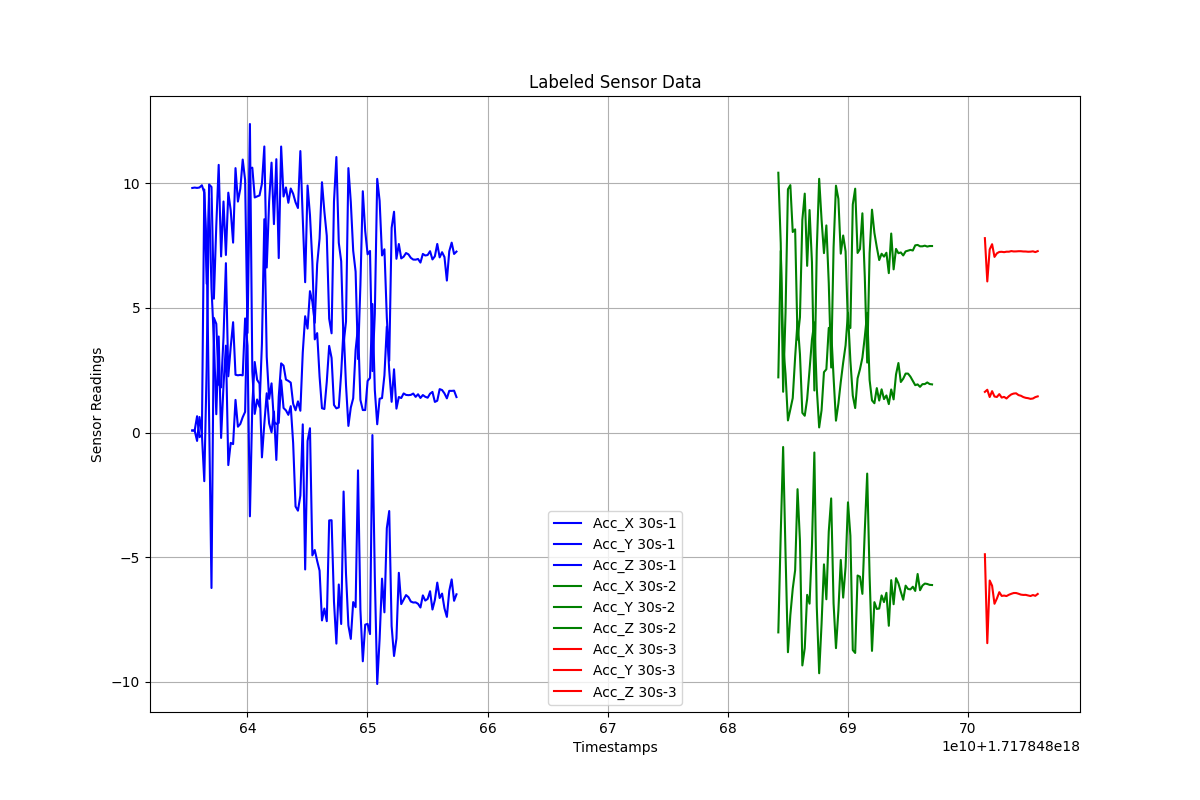 Labeled Sensor Data
Sensor Readings
10
5
0
−5
−10
Acc_X 30s-1
Acc_Y 30s-1
Acc_Z 30s-1
Acc_X 30s-2
Acc_Y 30s-2
Acc_Z 30s-2
Acc_X 30s-3
Acc_Y 30s-3
Acc_Z 30s-3
64 65 66 67 68 69 70
Timestamps
1e10+1.717848e18